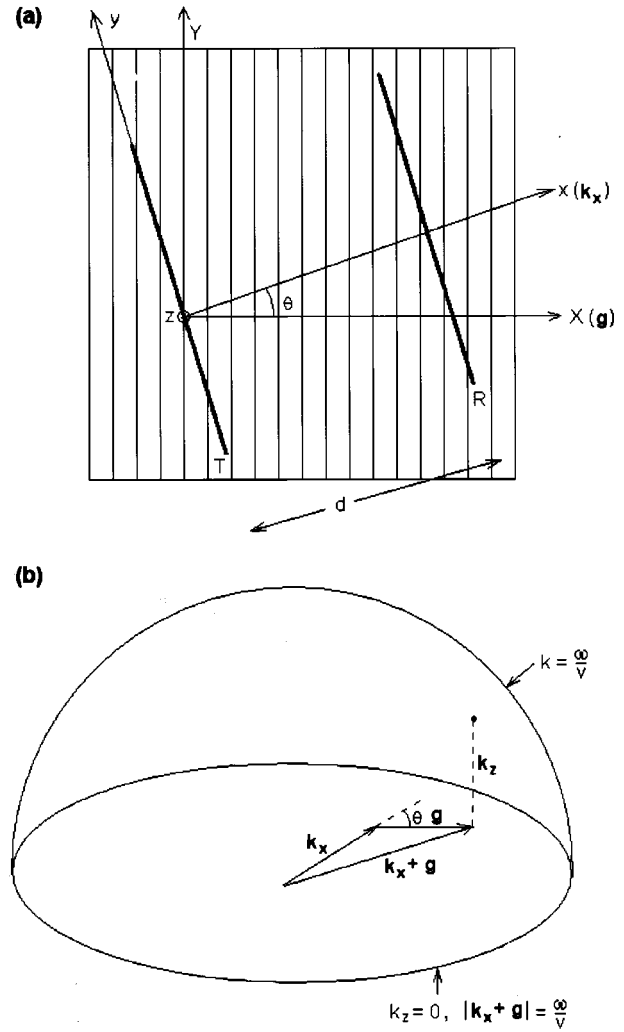 (a)
y
Y
x(kx)
z
θ
X(g)
R
T
d
(b)
k = ω/v
kz
θ g
kx
kx + g
kz = 0, |kx + g| = ω/v